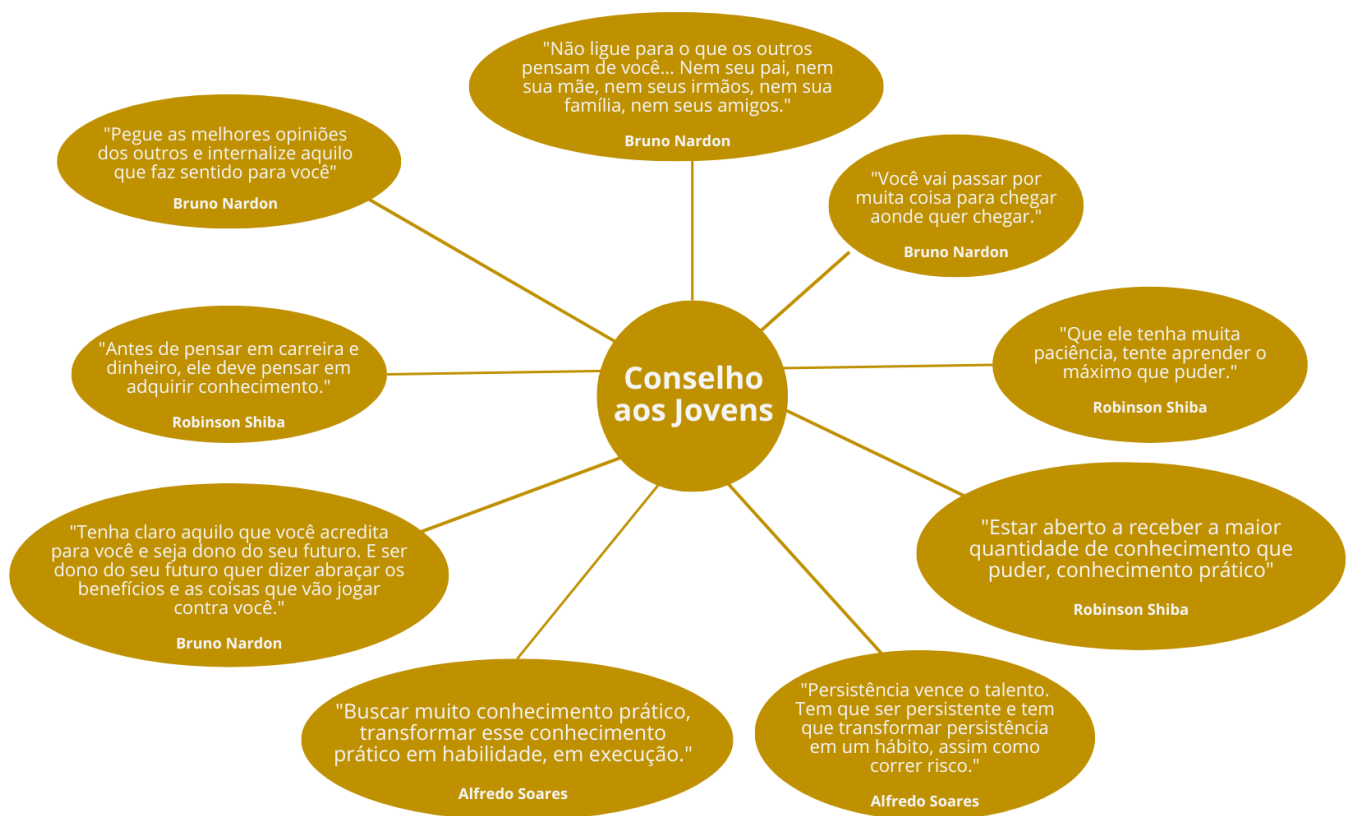 "Não ligue para o que os outros
pensam de você... Nem seu pai, nem
sua mãe, nem seus irmãos, nem sua
família, nem seus amigos."
Bruno Nardon
"Pegue as melhores opiniões
dos outros e internalize aquilo
que faz sentido para você"
Bruno Nardon
"Você vai passar por
muita coisa para chegar
aonde quer chegar."
Bruno Nardon
"Antes de pensar em carreira e
dinheiro, ele deve pensar em
adquirir conhecimento."
Robinson Shiba
Conselho
aos Jovens
"Que ele tenha muita
paciência, tente aprender o
máximo que puder."
Robinson Shiba
"Tenha claro aquilo que você acredita
para você e seja dono do seu futuro. E ser
dono do seu futuro quer dizer abraçar os
benefícios e as coisas que vão jogar
contra você."
Bruno Nardon
"Estar aberto a receber a maior
quantidade de conhecimento que
puder, conhecimento prático"
Robinson Shiba
"Buscar muito conhecimento prático,
transformar esse conhecimento
prático em habilidade, em execução."
Alfredo Soares
"Persistência vence o talento.
Tem que ser persistente e tem
que transformar persistência
em um hábito, assim como
correr risco."
Alfredo Soares